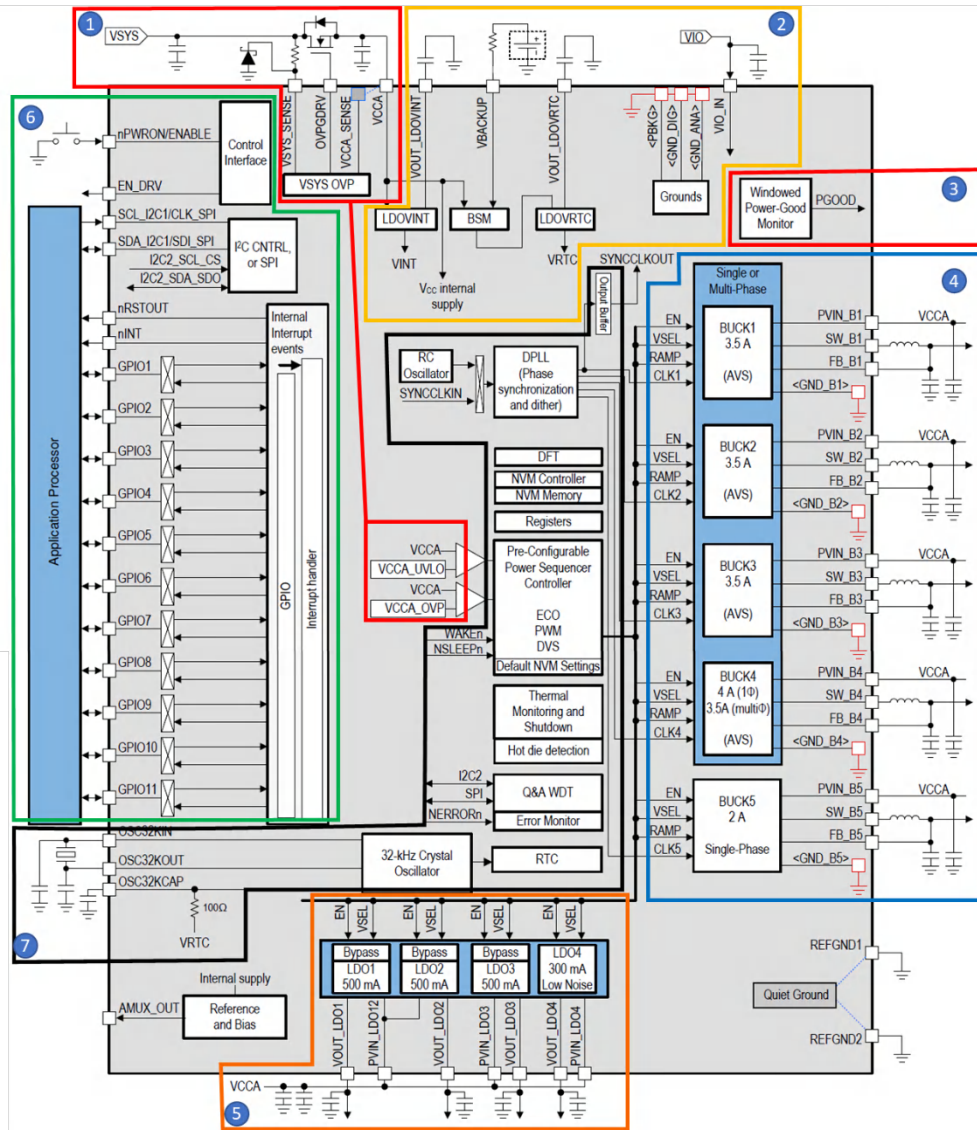 1
VSYS
2
VIO
VSYS_SENSE
OVPGDRV
VCCA_SENSE
VCCA
VOUT_LDOVINT
VBACKUP
VOUT_LDOVRTC
<PBKG>
<GND_DIG>
<GND_ANA>
VIO_IN
6
nPWRON/ENABLE
Control
Interface
EN_DRV
VSYS OVP
LDOVINT
BSM
LDOVRTC
Grounds
VINT
VCC internal
supply
VRTC
3
Windowed
Power-Good
Monitor
PGOOD
SCL_I2C1/CLK_SPI
SDA_I2C1/SDI_SPI
I2C2_SCL_CS
I2C2_SDA_SDO
I²C CNTRL,
or SPI
nRSTOUT
nINT
Internal
Interrupt
events
GPIO1
GPIO2
GPIO3
GPIO4
GPIO5
GPIO6
GPIO7
GPIO8
GPIO9
GPIO10
GPIO11
GPIO
Interrupt handler
Application Processor
SYNCCLKOUT
Output Buffer
RC
Oscillator
SYNCCLKIN
DPLL
(Phase
synchronization
and dither)
DFT
NVM Controller
NVM Memory
Registers
VCCA
VCCA_UVLO
VCCA
VCCA_OVP
WAKEn
NSLEEPn
Pre-Configurable
Power Sequencer
Controller
ECO
PWM
DVS
Default NVM Settings
Thermal
Monitoring and
Shutdown
Hot die detection
I2C2
SPI
NERRORn
Q&A WDT
Error Monitor
RTC
4
Single or
Multi-Phase
EN
VSEL
RAMP
CLK1
BUCK1
3.5 A
(AVS)
PVIN_B1
SW_B1
FB_B1
<GND_B1>
VCCA
EN
VSEL
RAMP
CLK2
BUCK2
3.5 A
(AVS)
PVIN_B2
SW_B2
FB_B2
<GND_B2>
VCCA
EN
VSEL
RAMP
CLK3
BUCK3
3.5 A
(AVS)
PVIN_B3
SW_B3
FB_B3
<GND_B3>
VCCA
EN
VSEL
RAMP
CLK4
BUCK4
4 A (1Φ)
3.5A (multiΦ)
(AVS)
PVIN_B4
SW_B4
FB_B4
<GND_B4>
VCCA
EN
VSEL
RAMP
CLK5
BUCK5
2 A
Single-Phase
PVIN_B5
SW_B5
FB_B5
<GND_B5>
VCCA
OSC32KIN
OSC32KOUT
OSC32KCAP
32-kHz Crystal
Oscillator
100Ω
VRTC
7
EN
VSEL
EN
VSEL
EN
VSEL
EN
VSEL
Bypass
LDO1
500 mA
Bypass
LDO2
500 mA
Bypass
LDO3
500 mA
LDO4
300 mA
Low Noise
Internal supply
AMUX_OUT
Reference
and Bias
VOUT_LDO1
PVIN_LDO12
VOUT_LDO2
PVIN_LDO3
VOUT_LDO3
VOUT_LDO4
PVIN_LDO4
VCCA
5
REFGND1
Quiet Ground
REFGND2